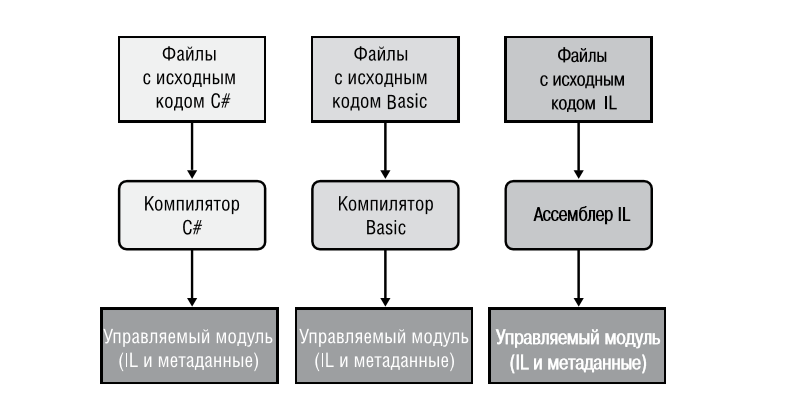 Файлы
с исходным
кодом C#
Файлы
с исходным
кодом Basic
Файлы
с исходным
кодом IL
Компилятор
C#
Компилятор
Basic
Ассемблер IL
Управляемый модуль
(IL и метаданные)
Управляемый модуль
(IL и метаданные)
Управляемый модуль
(IL и метаданные)